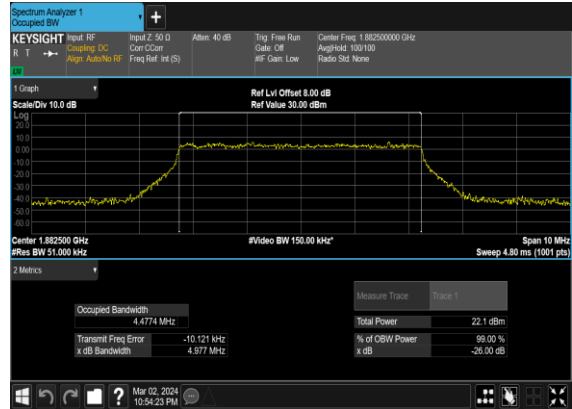 Spectrum Analyzer 1
Occupied BW
KEYSIGHT Input: RF Input Z: 50 Ω Atten: 40 dB Trig: Free Run Center Freq: 1.882500000 GHz
R T Coupling: DC Corr CCorr Gate: Off Avg|Hold: 100/100
Align: Auto/No RF Freq Ref: Int (S) #IF Gain: Low Radio Std: None
1 Graph
Ref Lvl Offset 8.00 dB
Scale/Div 10.0 dB Ref Value 30.00 dBm
Log
20.0
10.0
0.00
-10.0
-20.0
-30.0
-40.0
-50.0
-60.0
Center 1.882500 GHz #Video BW 150.00 kHz* Span 10 MHz
#Res BW 51.000 kHz Sweep 4.80 ms (1001 pts)
2 Metrics
Measure Trace Trace 1
Occupied Bandwidth
4.4774 MHz Total Power 22.1 dBm
Transmit Freq Error -10.121 kHz % of OBW Power 99.00 %
x dB Bandwidth 4.977 MHz x dB -26.00 dB
Mar 02, 2024
10:54:23 PM